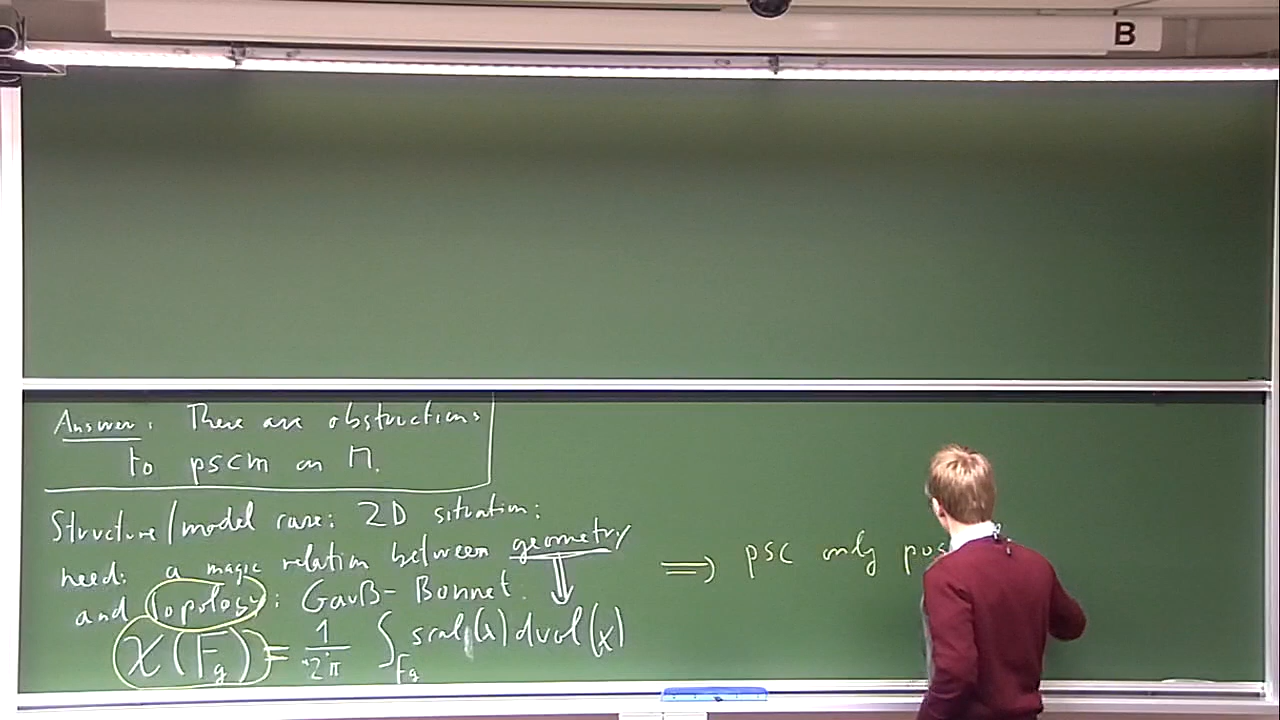 B
Answer: There are obstructions
to pscm on M.
Structure/model case: 2D situation:
need: a magic relation between geometry
and topology: Gauß-Bonnet.
χ(F_g) = 1/2π ∫_{F_g} scal(x) dvol(x)
⟹ psc only pos